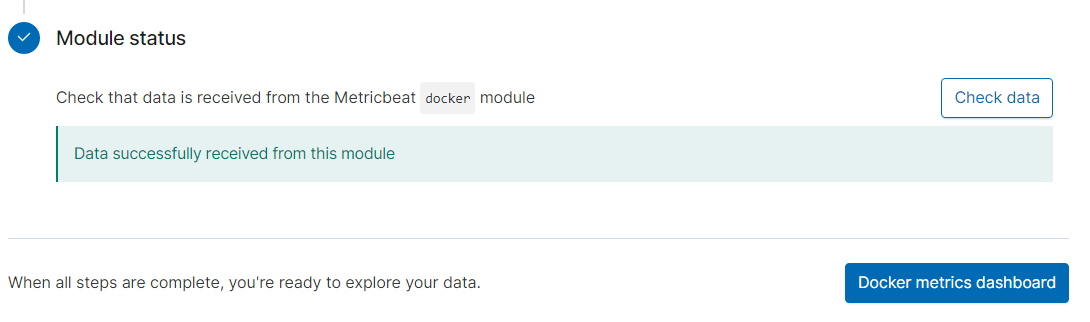 Module status
Check that data is received from the Metricbeat docker module
Check data
Data successfully received from this module
When all steps are complete, you're ready to explore your data.
Docker metrics dashboard